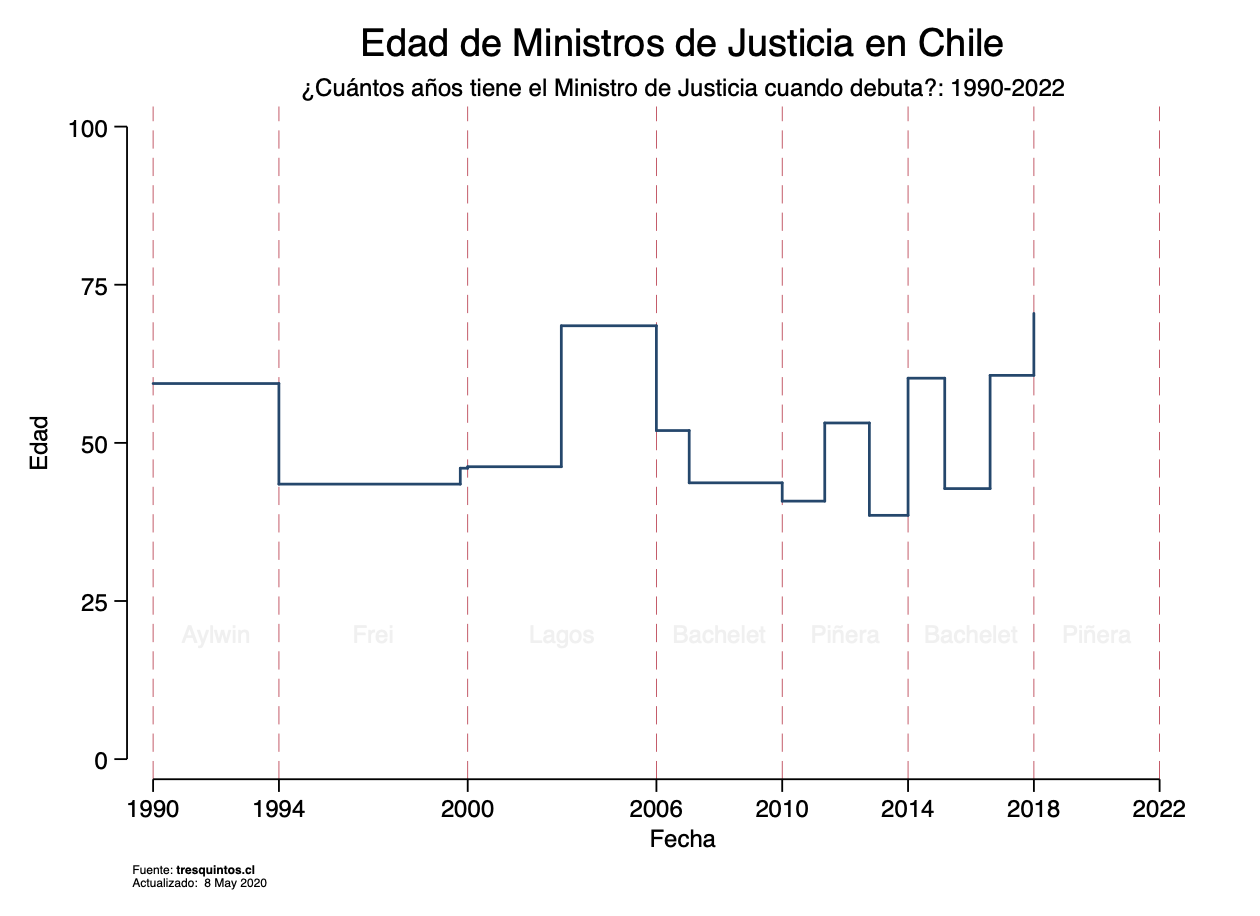 Edad de Ministros de Justicia en Chile
¿Cuántos años tiene el Ministro de Justicia cuando debuta?: 1990-2022
100
75
50
25
0
Edad
Aylwin Frei Lagos Bachelet Piñera Bachelet Piñera
1990 1994 2000 2006 2010 2014 2018 2022
Fecha
Fuente: tresquintos.cl
Actualizado: 8 May 2020